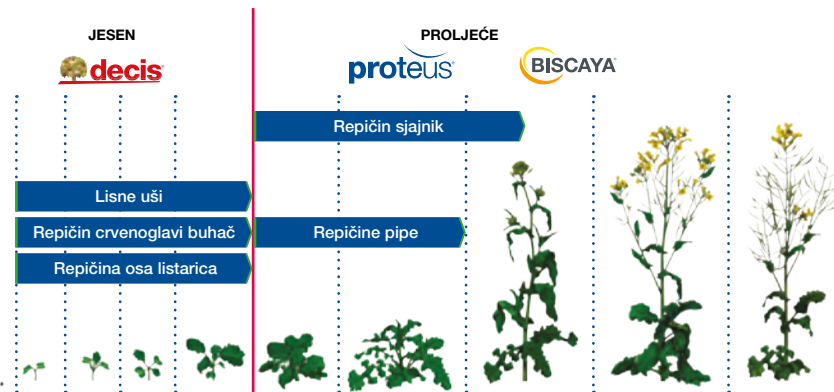 JESEN
PROLJEĆE
decis®
proteus®
BISCAYA®
Repičin sjajnik
Lisne uši
Repičin crvenoglavi buhač
Repičine pipe
Repičina osa listarica